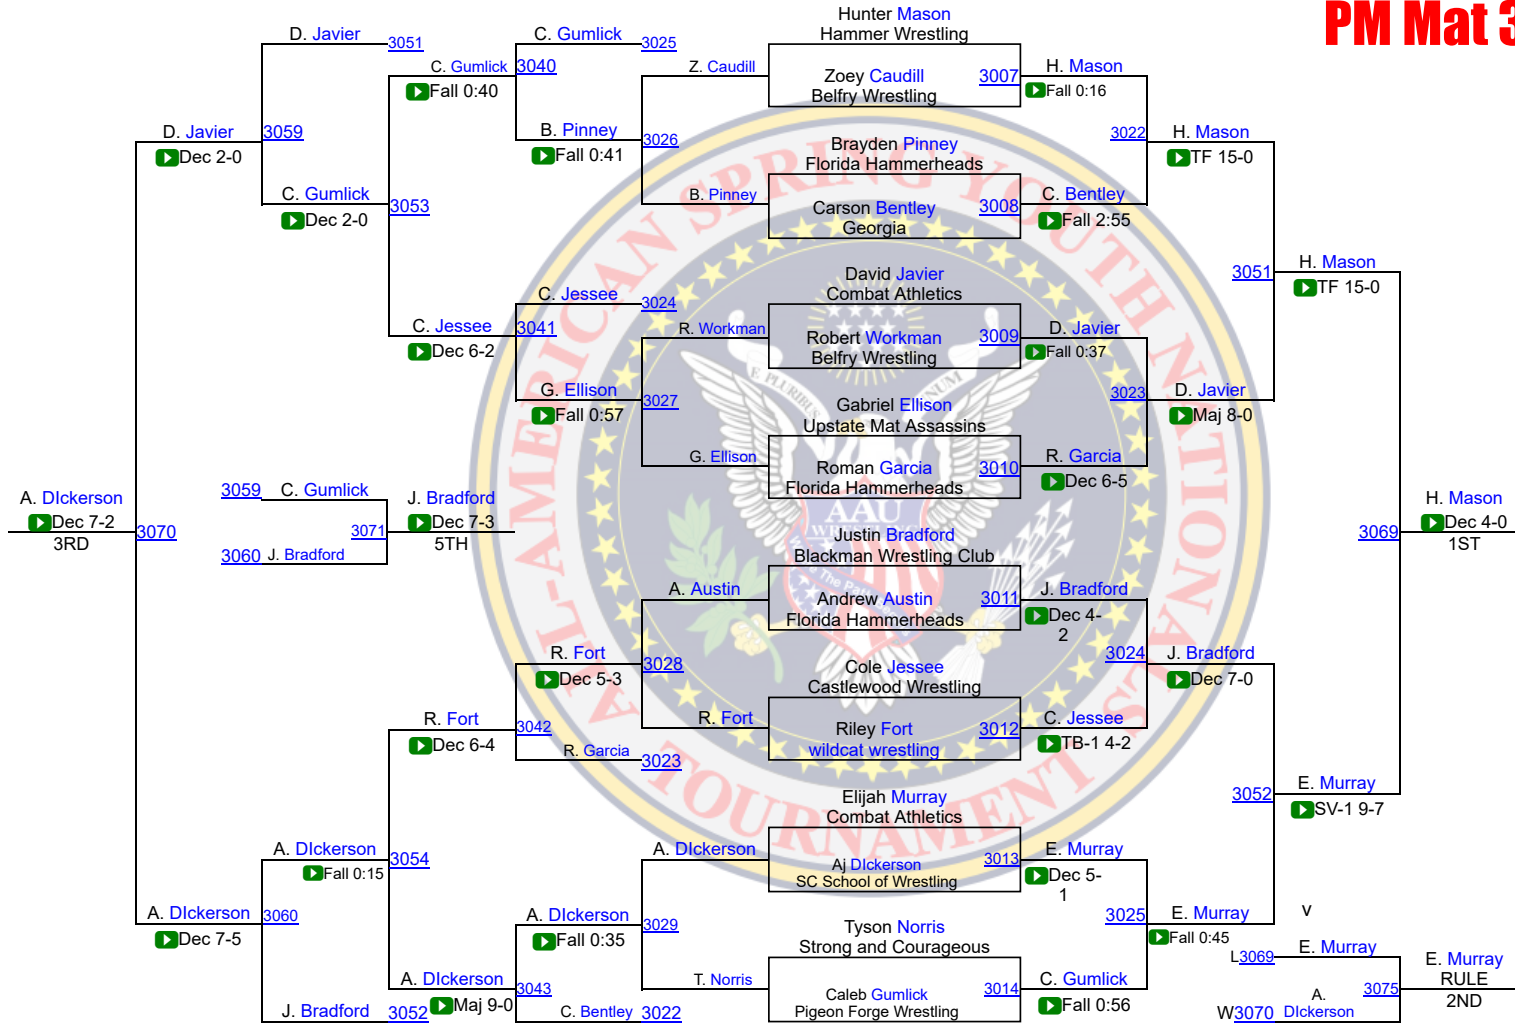 PM Mat 3
D. Javier
3051
C. Gumlick
3040
Fall 0:40
C. Gumlick
3025
Z. Caudill
Hunter Mason
Hammer Wrestling
Zoey Caudill
Belfry Wrestling
3007
H. Mason
Fall 0:16
D. Javier
3059
Dec 2-0
B. Pinney
3026
Fall 0:41
Brayden Pinney
Florida Hammerheads
3022
H. Mason
TF 15-0
C. Gumlick
3053
Dec 2-0
B. Pinney
Carson Bentley
Georgia
3008
C. Bentley
Fall 2:55
David Javier
Combat Athletics
3051
H. Mason
TF 15-0
C. Jessee
3024
C. Jessee
3041
Dec 6-2
R. Workman
Robert Workman
Belfry Wrestling
3009
D. Javier
Fall 0:37
G. Ellison
3027
Fall 0:57
Gabriel Ellison
Upstate Mat Assassins
3023
D. Javier
Maj 8-0
G. Ellison
Roman Garcia
Florida Hammerheads
3010
R. Garcia
Dec 6-5
A. DIckerson
Dec 7-2
3RD
3070
3059
C. Gumlick
3071
3060
J. Bradford
J. Bradford
Dec 7-3
5TH
Justin Bradford
Blackman Wrestling Club
3069
H. Mason
Dec 4-0
1ST
A. Austin
Andrew Austin
Florida Hammerheads
3011
J. Bradford
Dec 4-
2
R. Fort
3028
Dec 5-3
Cole Jessee
Castlewood Wrestling
3024
J. Bradford
Dec 7-0
R. Fort
3042
Dec 6-4
R. Fort
Riley Fort
wildcat wrestling
3012
C. Jessee
TB-1 4-2
R. Garcia
3023
Elijah Murray
Combat Athletics
3052
E. Murray
SV-1 9-7
A. DIckerson
3054
Fall 0:15
A. DIckerson
Aj DIckerson
SC School of Wrestling
3013
E. Murray
Dec 5-
1
A. DIckerson
3060
Dec 7-5
A. DIckerson
3029
Fall 0:35
Tyson Norris
Strong and Courageous
3025
E. Murray
Fall 0:45
v
A. DIckerson
3043
Maj 9-0
T. Norris
Caleb Gumlick
Pigeon Forge Wrestling
3014
C. Gumlick
Fall 0:56
L3069
E. Murray
3075
E. Murray
RULE
2ND
J. Bradford
3052
C. Bentley
3022
W3070
A.
DIckerson
ALL-AMERICAN SPRING YOUTH NATIONALS
TOURNAMENT
E PLURIBUS UNUM
AAU
WRESTLING